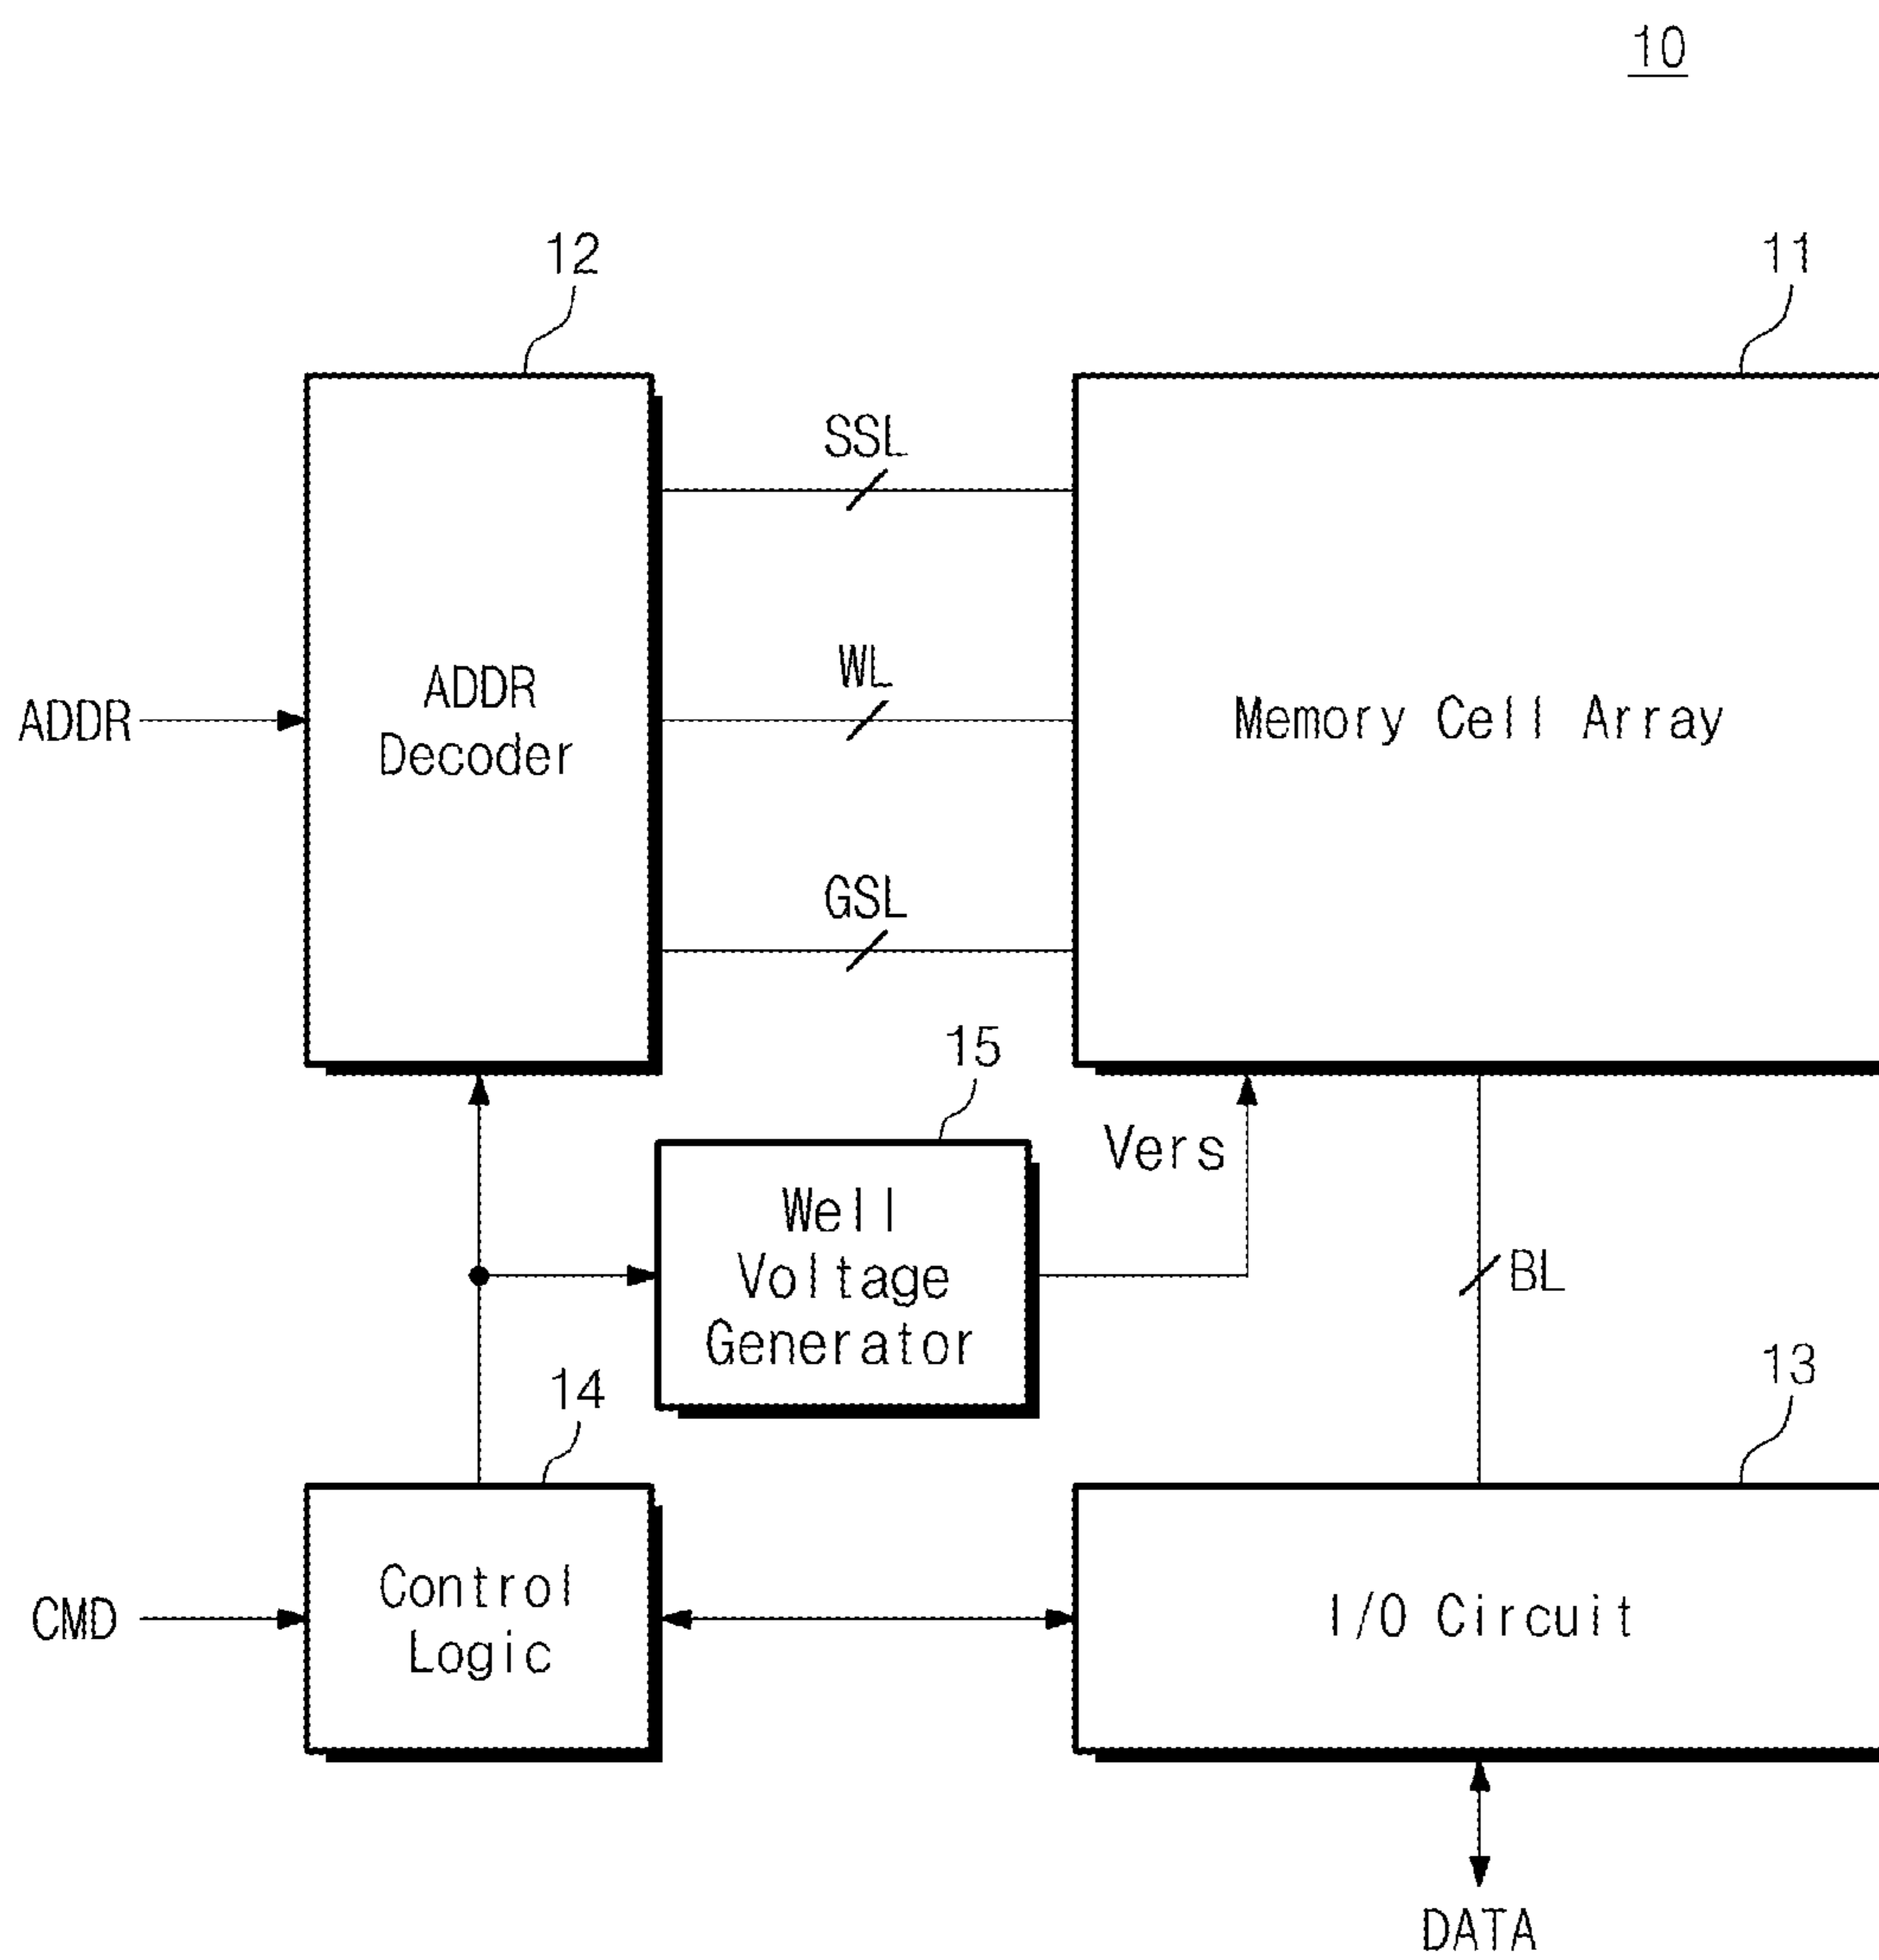 10
12
11
SSL
ADDR
Decoder
WL
ADDR
Memory Cell Array
GSL
15
Vers
Well
Voltage
Generator
BL
14
13
Control
Logic
CMD
I/O Circuit
DATA